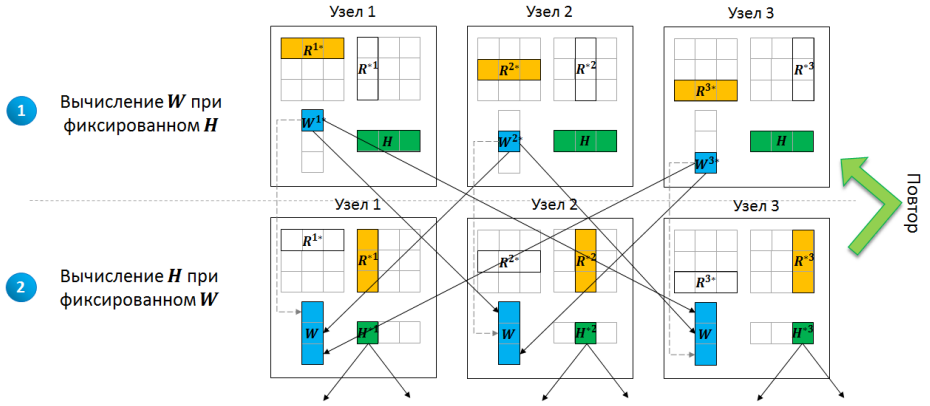 Узел 1 Узел 2 Узел 3
R¹* R*¹ R²* R*² R³* R*³
1 Вычисление W при
фиксированном H
W¹* H W²* H W³* H
Повтор
Узел 1 Узел 2 Узел 3
R¹* R*¹ R²* R*² R³* R*³
2 Вычисление H при
фиксированном W
W H*¹ W H*² W H*³